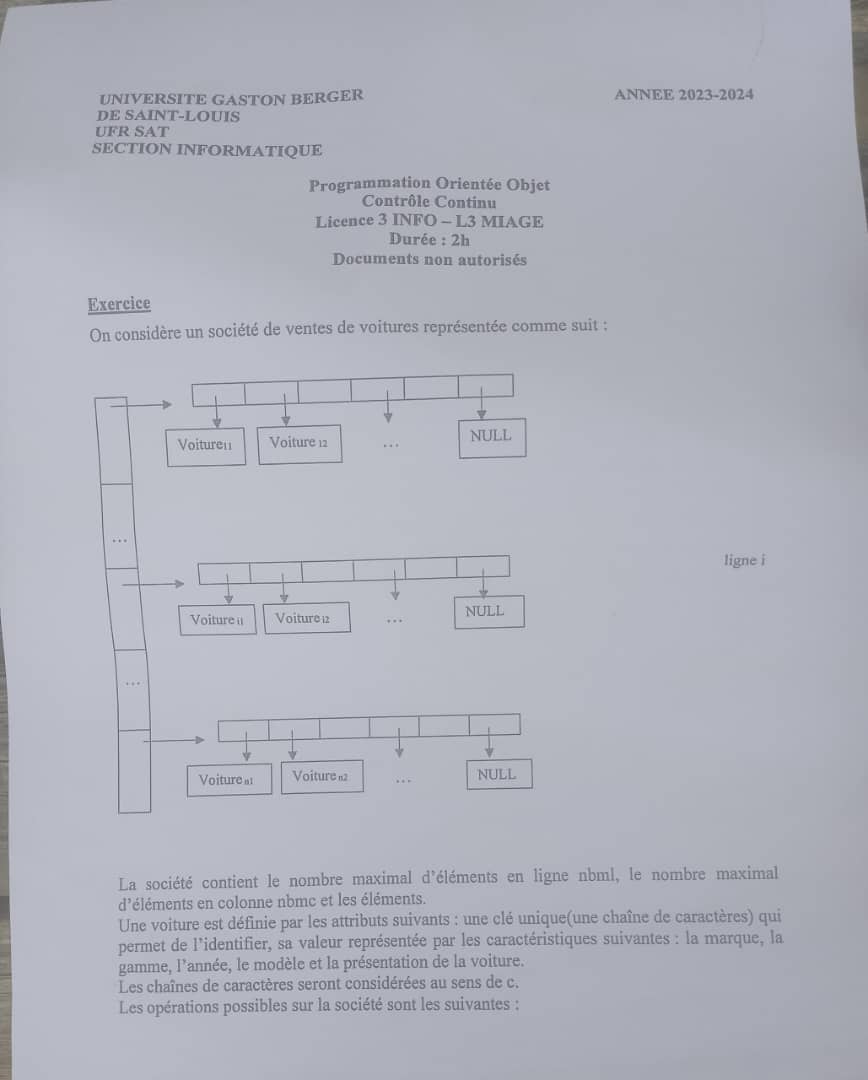 UNIVERSITE GASTON BERGER
ANNEE 2023-2024
DE SAINT-LOUIS
UFR SAT
SECTION INFORMATIQUE
Programmation Orientée Objet
Contrôle Continu
Licence 3 INFO – L3 MIAGE
Durée : 2h
Documents non autorisés
Exercice
On considère un société de ventes de voitures représentée comme suit :
Voiture11
Voiture 12
...
NULL
...
ligne i
Voiture i1
Voiture i2
...
NULL
...
Voiture n1
Voiture n2
...
NULL
La société contient le nombre maximal d'éléments en ligne nbml, le nombre maximal
d'éléments en colonne nbmc et les éléments.
Une voiture est définie par les attributs suivants : une clé unique(une chaîne de caractères) qui
permet de l'identifier, sa valeur représentée par les caractéristiques suivantes : la marque, la
gamme, l'année, le modèle et la présentation de la voiture.
Les chaînes de caractères seront considérées au sens de c.
Les opérations possibles sur la société sont les suivantes :